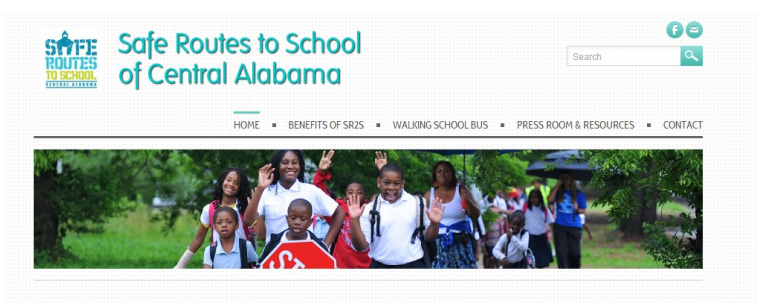 SAFE
ROUTES
TO SCHOOL
CENTRAL ALABAMA
Safe Routes to School
of Central Alabama
Search
HOME ▪ BENEFITS OF SR2S ▪ WALKING SCHOOL BUS ▪ PRESS ROOM & RESOURCES ▪ CONTACT
ST